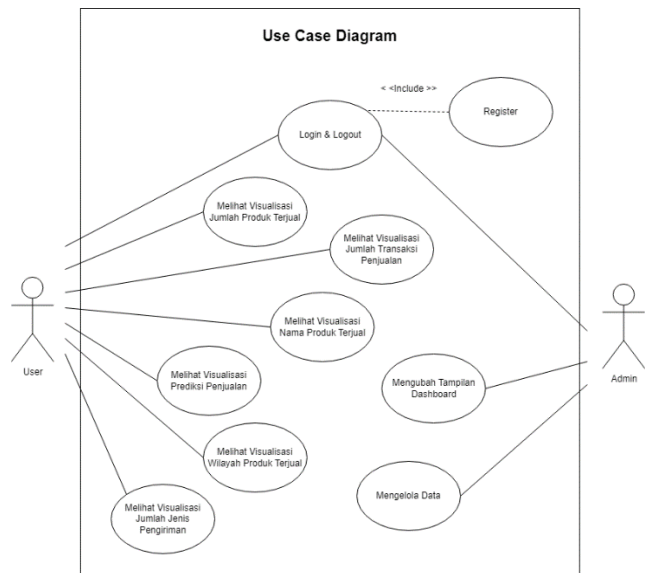 Use Case Diagram
< <Include >>
Register
Login & Logout
Melihat Visualisasi
Jumlah Produk Terjual
Melihat Visualisasi
Jumlah Transaksi
Penjualan
Melihat Visualisasi
Nama Produk Terjual
User
Admin
Melihat Visualisasi
Prediksi Penjualan
Mengubah Tampilan
Dashboard
Melihat Visualisasi
Wilayah Produk Terjual
Mengelola Data
Melihat Visualisasi
Jumlah Jenis
Pengiriman